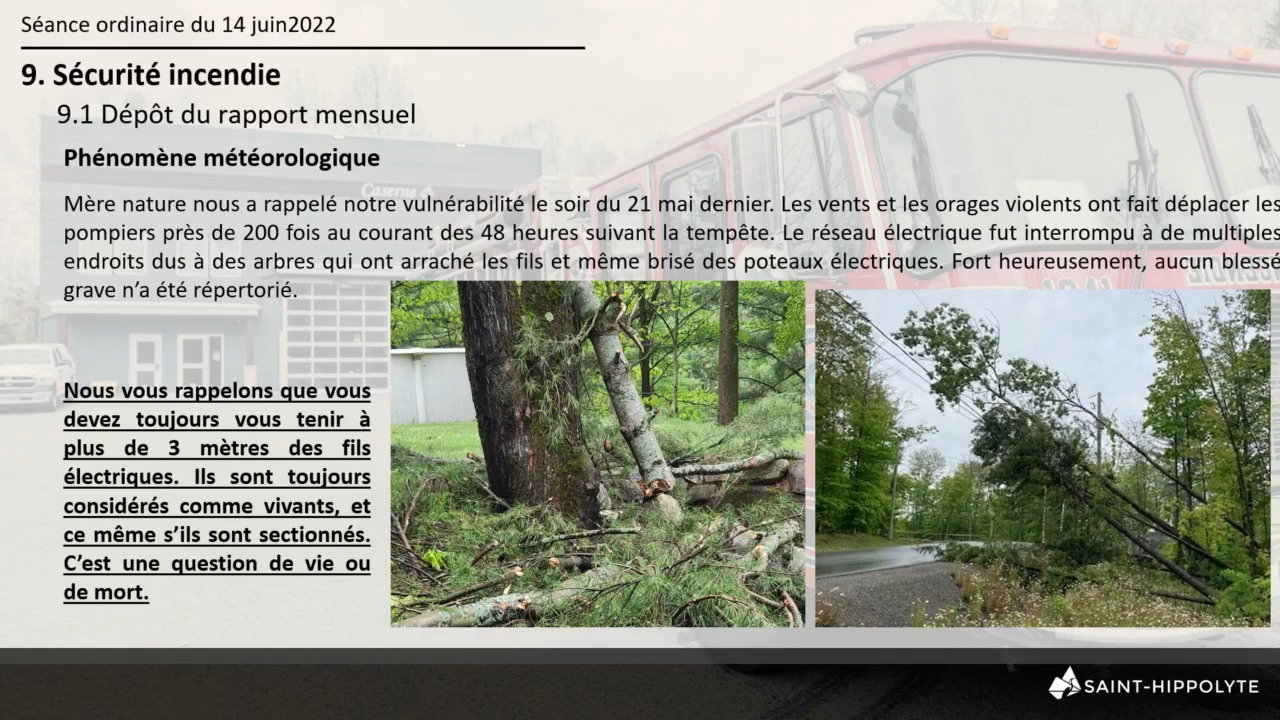 Séance ordinaire du 14 juin2022
9. Sécurité incendie
9.1 Dépôt du rapport mensuel
Phénomène météorologique
Mère nature nous a rappelé notre vulnérabilité le soir du 21 mai dernier. Les vents et les orages violents ont fait déplacer les
pompiers près de 200 fois au courant des 48 heures suivant la tempête. Le réseau électrique fut interrompu à de multiples
endroits dus à des arbres qui ont arraché les fils et même brisé des poteaux électriques. Fort heureusement, aucun blessé
grave n'a été répertorié.
Nous vous rappelons que vous
devez toujours vous tenir à
plus de 3 mètres des fils
électriques. Ils sont toujours
considérés comme vivants, et
ce même s'ils sont sectionnés.
C'est une question de vie ou
de mort.
Caserne
SAINT-HIPPOLYTE